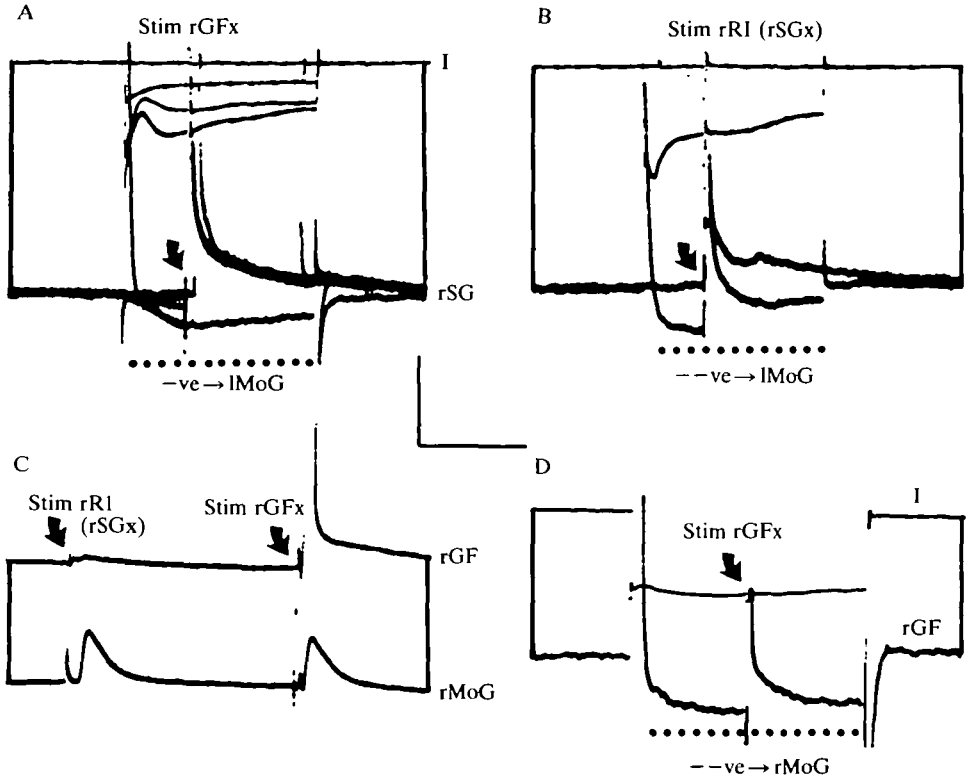 A
Stim rGFx
I
rSG
−ve → lMoG
B
Stim rRI (rSGx)
− −ve → lMoG
C
Stim rR1
(rSGx)
Stim rGFx
rGF
rMoG
D
I
Stim rGFx
rGF
− −ve → rMoG